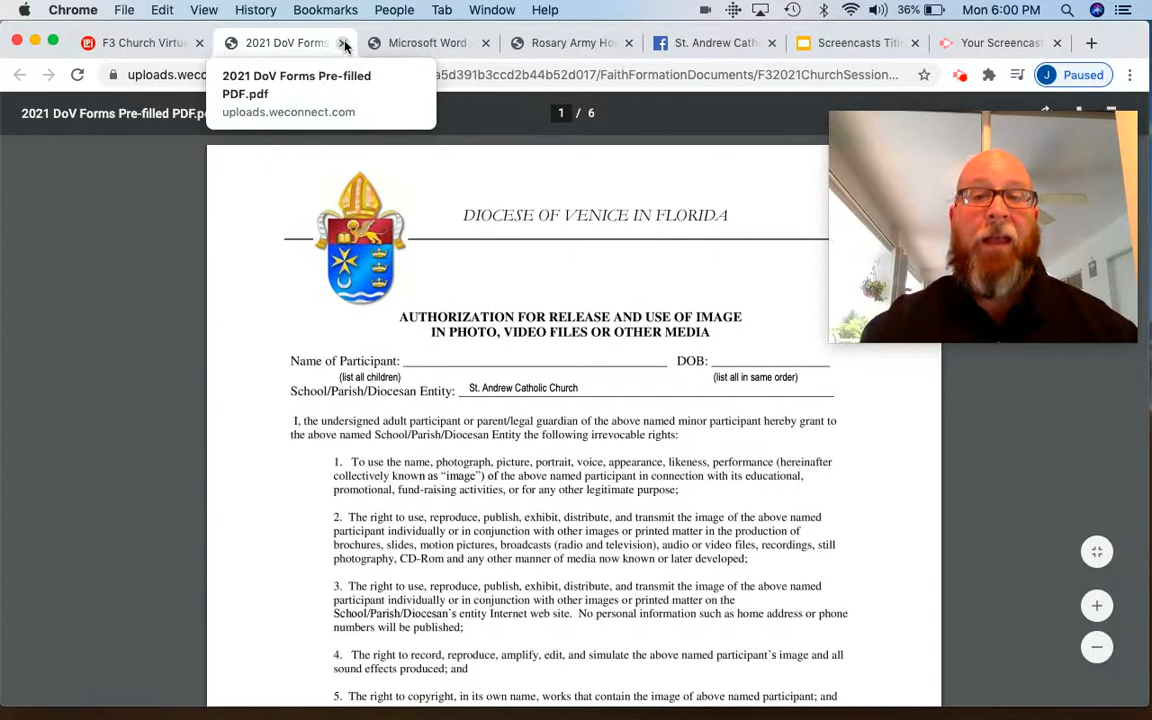 Chrome File Edit View History Bookmarks People Tab Window Help 36% Mon 6:00 PM
F3 Church Virtu 2021 DoV Forms Microsoft Word Rosary Army Ho St. Andrew Cath Screencasts Titl Your Screencast
uploads.weco a5d391b3ccd2b44b52d017/FaithFormationDocuments/F32021ChurchSession... J Paused
2021 DoV Forms Pre-filled
PDF.pdf
uploads.weconnect.com
2021 DoV Forms Pre-filled PDF.p 1 / 6
DIOCESE OF VENICE IN FLORIDA
AUTHORIZATION FOR RELEASE AND USE OF IMAGE
IN PHOTO, VIDEO FILES OR OTHER MEDIA
Name of Participant: DOB:
(list all children) (list all in same order)
School/Parish/Diocesan Entity: St. Andrew Catholic Church
I, the undersigned adult participant or parent/legal guardian of the above named minor participant hereby grant to
the above named School/Parish/Diocesan Entity the following irrevocable rights:
1. To use the name, photograph, picture, portrait, voice, appearance, likeness, performance (hereinafter
collectively known as “image”) of the above named participant in connection with its educational,
promotional, fund-raising activities, or for any other legitimate purpose;
2. The right to use, reproduce, publish, exhibit, distribute, and transmit the image of the above named
participant individually or in conjunction with other images or printed matter in the production of
brochures, slides, motion pictures, broadcasts (radio and television), audio or video files, recordings, still
photography, CD-Rom and any other manner of media now known or later developed;
3. The right to use, reproduce, publish, exhibit, distribute, and transmit the image of the above named
participant individually or in conjunction with other images or printed matter on the
School/Parish/Diocesan’s entity Internet web site. No personal information such as home address or phone
numbers will be published;
4. The right to record, reproduce, amplify, edit, and simulate the above named participant’s image and all
sound effects produced; and
5. The right to copyright, in its own name, works that contain the image of above named participant; and